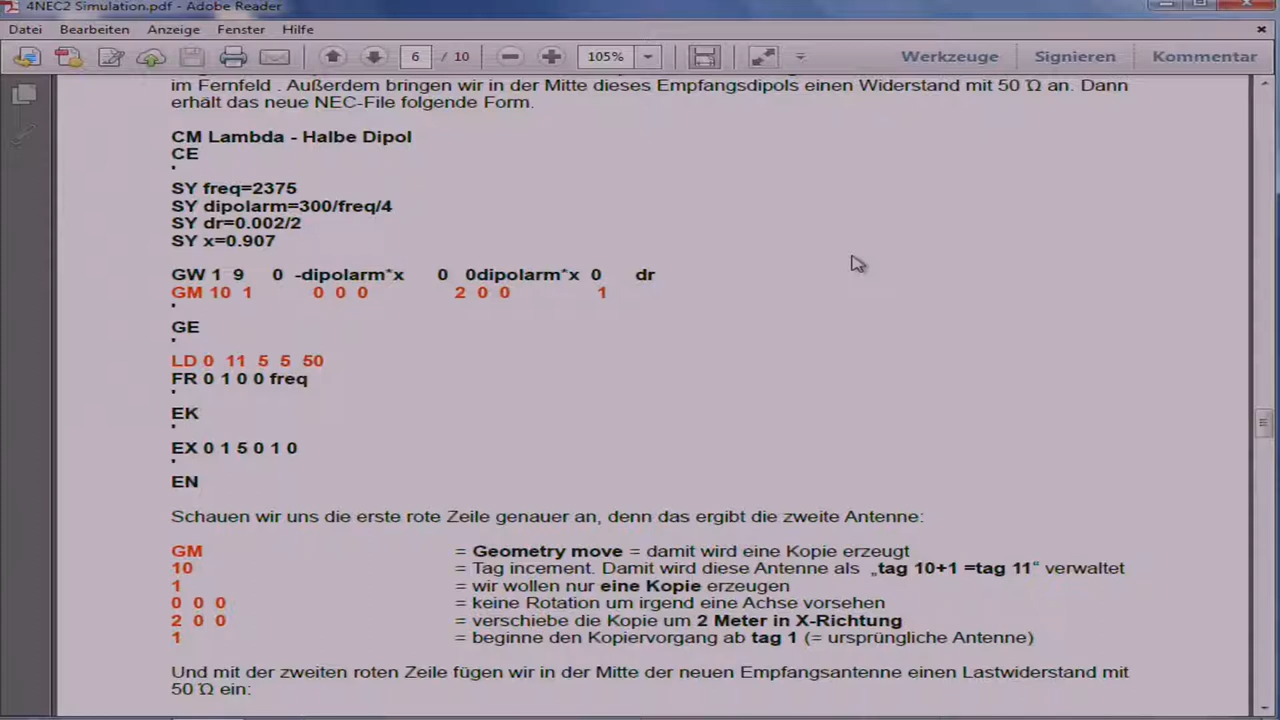 4NEC2 Simulation.pdf - Adobe Reader
Datei Bearbeiten Anzeige Fenster Hilfe
6 / 10 105% Werkzeuge Signieren Kommentar
im Fernfeld . Außerdem bringen wir in der Mitte dieses Empfangsdipols einen Widerstand mit 50 Ω an. Dann
erhält das neue NEC-File folgende Form.
CM Lambda - Halbe Dipol
CE
'
SY freq=2375
SY dipolarm=300/freq/4
SY dr=0.002/2
SY x=0.907
GW 1 9 0 -dipolarm*x 0 0dipolarm*x 0 dr
GM 10 1 0 0 0 2 0 0 1
'
GE
'
LD 0 11 5 5 50
FR 0 1 0 0 freq
'
EK
'
EX 0 1 5 0 1 0
'
EN
Schauen wir uns die erste rote Zeile genauer an, denn das ergibt die zweite Antenne:
GM = Geometry move = damit wird eine Kopie erzeugt
10 = Tag incement. Damit wird diese Antenne als „tag 10+1 =tag 11“ verwaltet
1 = wir wollen nur eine Kopie erzeugen
0 0 0 = keine Rotation um irgend eine Achse vorsehen
2 0 0 = verschiebe die Kopie um 2 Meter in X-Richtung
1 = beginne den Kopiervorgang ab tag 1 (= ursprüngliche Antenne)
Und mit der zweiten roten Zeile fügen wir in der Mitte der neuen Empfangsantenne einen Lastwiderstand mit
50 Ω ein: